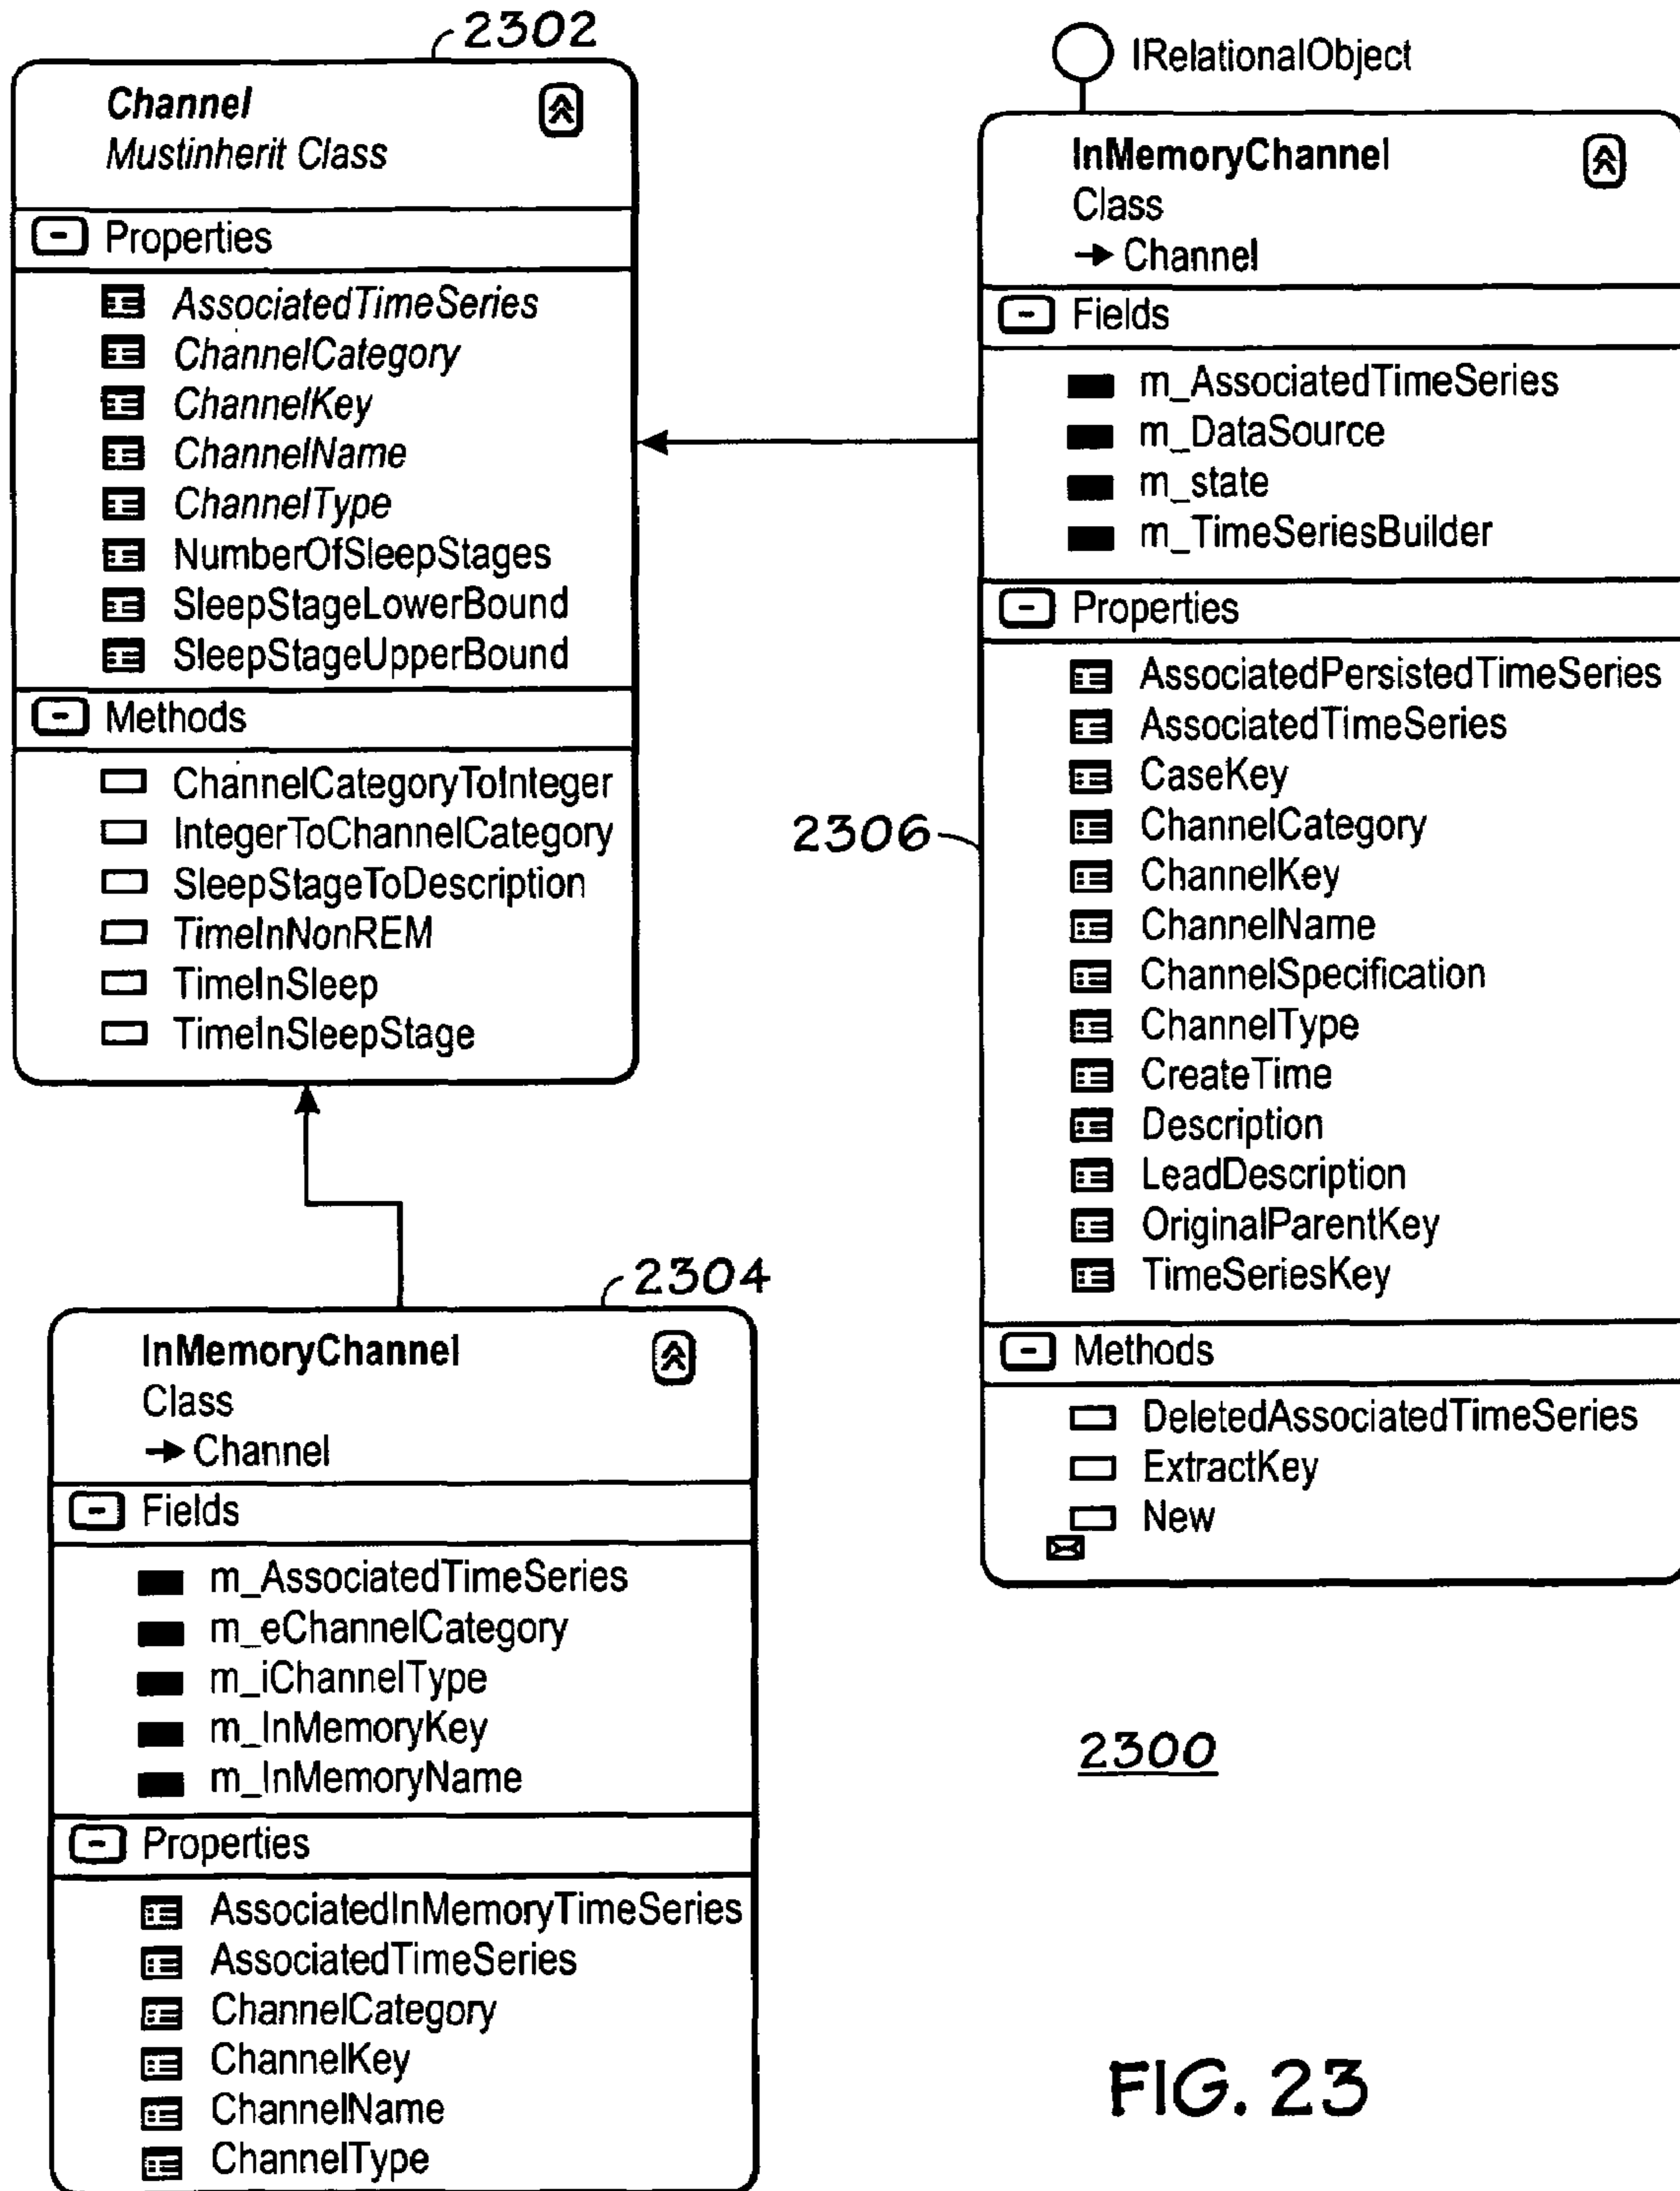 2302
Channel
Mustinherit Class
Properties
AssociatedTimeSeries
ChannelCategory
ChannelKey
ChannelName
ChannelType
NumberOfSleepStages
SleepStageLowerBound
SleepStageUpperBound
Methods
ChannelCategoryToInteger
IntegerToChannelCategory
SleepStageToDescription
TimeInNonREM
TimeInSleep
TimeInSleepStage
IRelationalObject
InMemoryChannel
Class
→ Channel
Fields
m_AssociatedTimeSeries
m_DataSource
m_state
m_TimeSeriesBuilder
Properties
AssociatedPersistedTimeSeries
AssociatedTimeSeries
CaseKey
ChannelCategory
ChannelKey
ChannelName
ChannelSpecification
ChannelType
CreateTime
Description
LeadDescription
OriginalParentKey
TimeSeriesKey
Methods
DeletedAssociatedTimeSeries
ExtractKey
New
2306
2304
InMemoryChannel
Class
→ Channel
Fields
m_AssociatedTimeSeries
m_eChannelCategory
m_iChannelType
m_InMemoryKey
m_InMemoryName
Properties
AssociatedInMemoryTimeSeries
AssociatedTimeSeries
ChannelCategory
ChannelKey
ChannelName
ChannelType
2300
FIG. 23